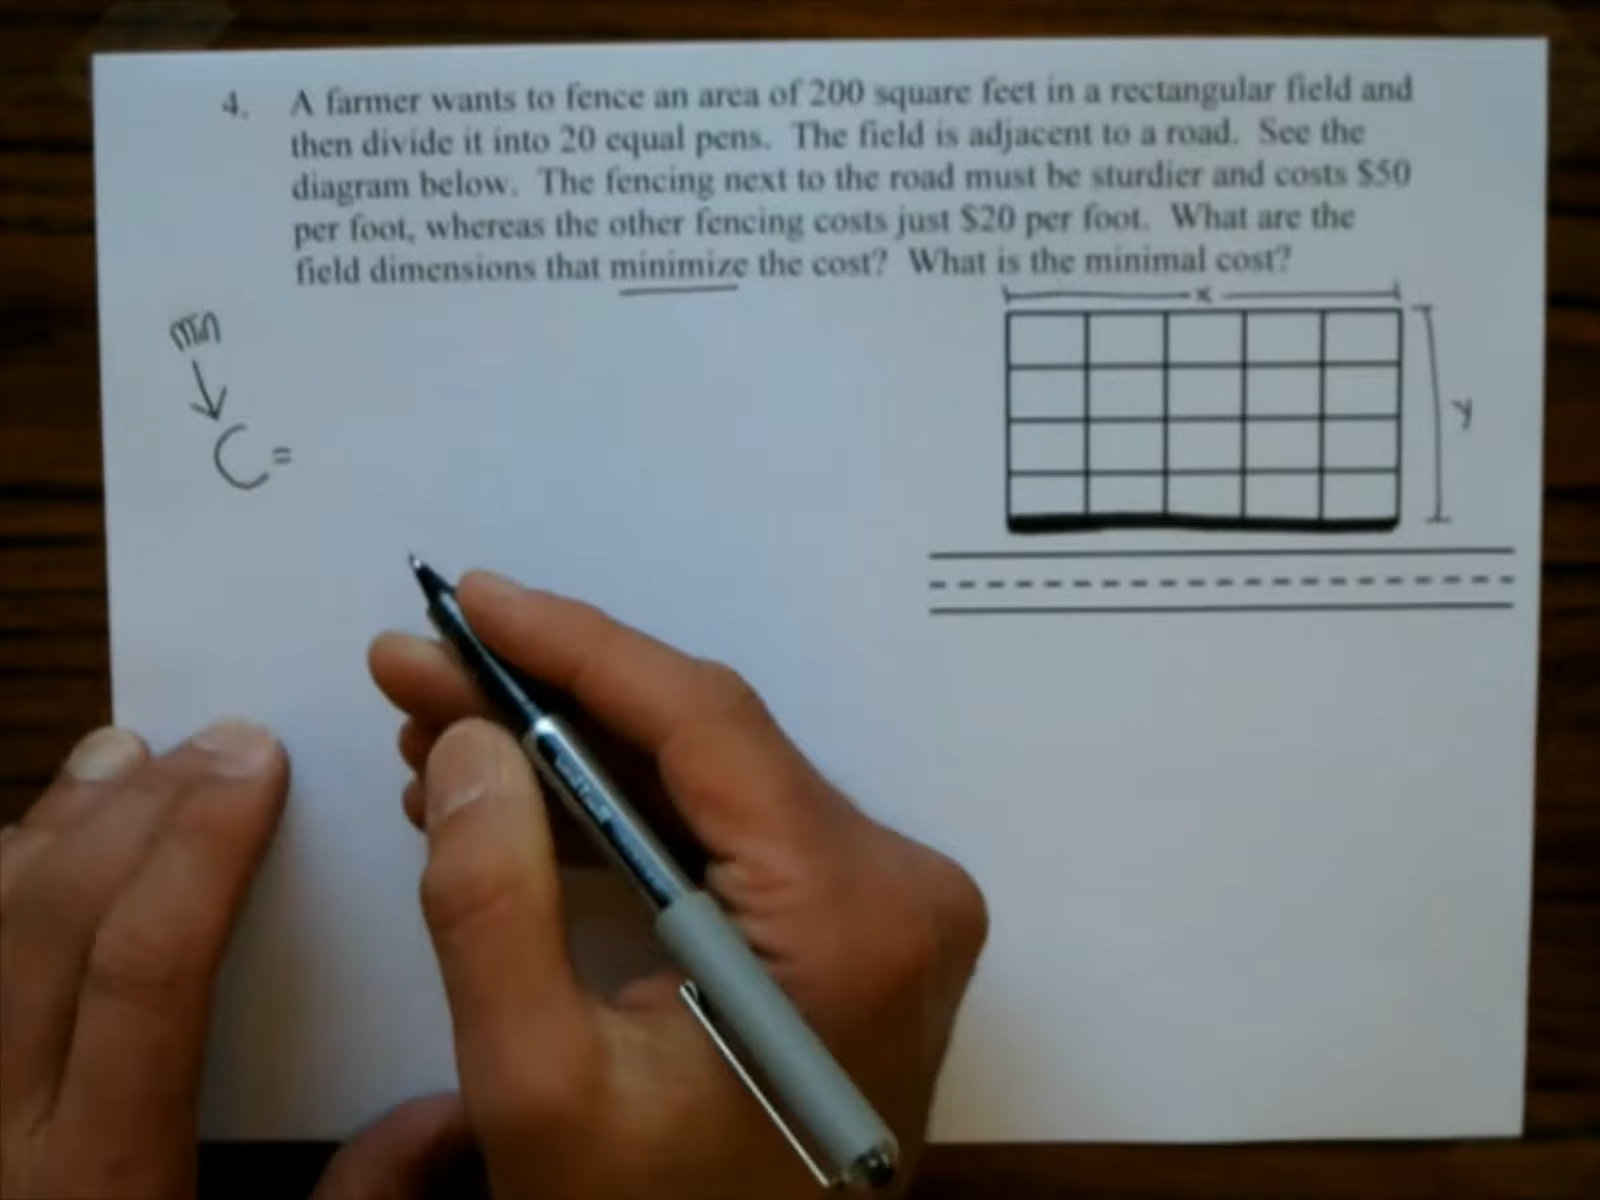 4. A farmer wants to fence an area of 200 square feet in a rectangular field and
then divide it into 20 equal pens. The field is adjacent to a road. See the
diagram below. The fencing next to the road must be sturdier and costs $50
per foot, whereas the other fencing costs just $20 per foot. What are the
field dimensions that minimize the cost? What is the minimal cost?
x
min
y
C=